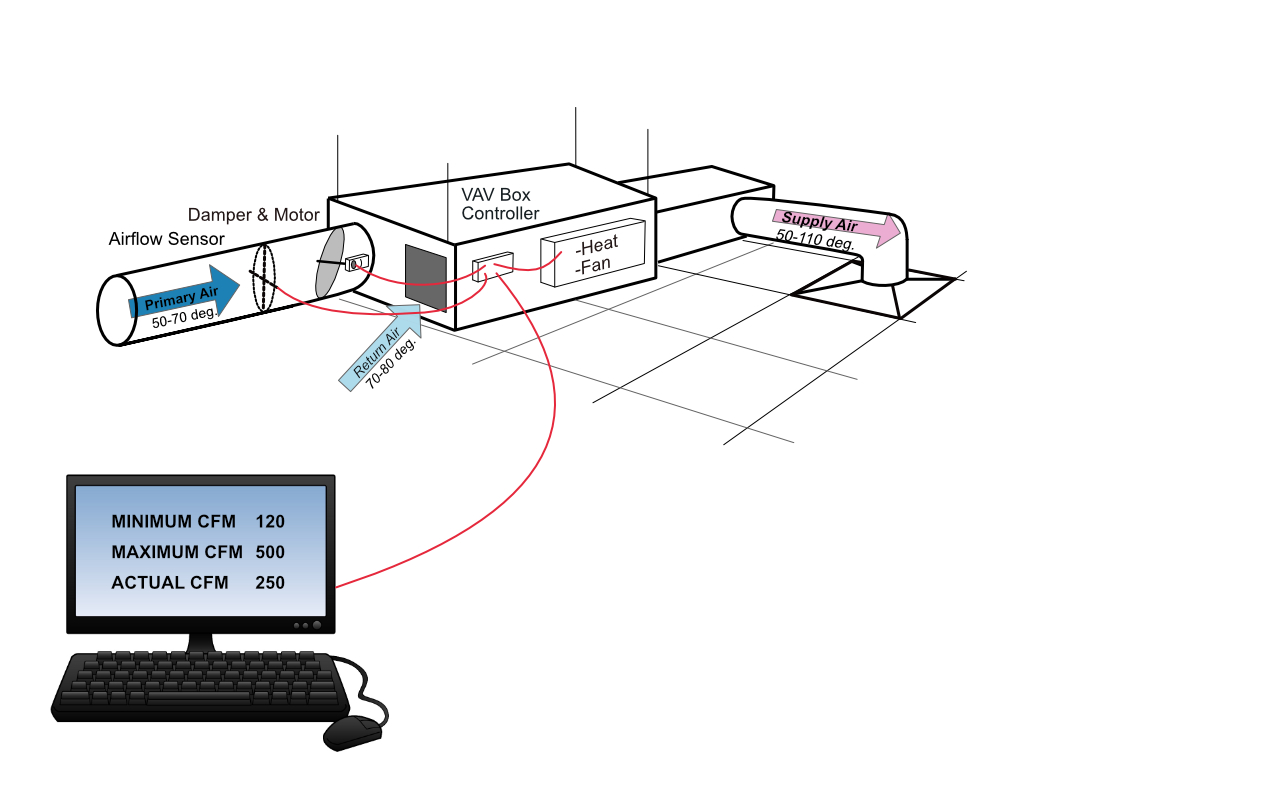 VAV Box
Controller
Damper & Motor
Airflow Sensor
Supply Air
50-110 deg.
-Heat
-Fan
Primary Air
50-70 deg.
Return Air
70-80 deg.
MINIMUM CFM 120
MAXIMUM CFM 500
ACTUAL CFM 250